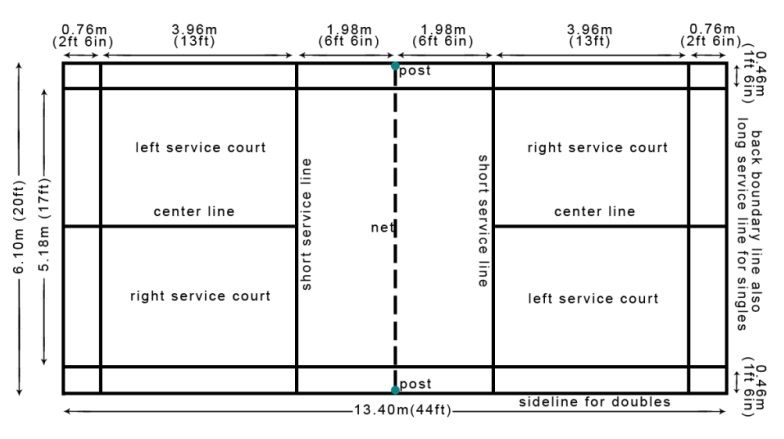 0.76m
(2ft 6in)
3.96m
(13ft)
1.98m
(6ft 6in)
1.98m
(6ft 6in)
3.96m
(13ft)
0.76m
(2ft 6in)
0.46m
(1ft 6in)
post
left service court
right service court
center line
center line
short service line
net
short service line
right service court
left service court
6.10m (20ft)
5.18m (17ft)
back boundary line also
long service line for singles
post
0.46m
(1ft 6in)
sideline for doubles
13.40m(44ft)